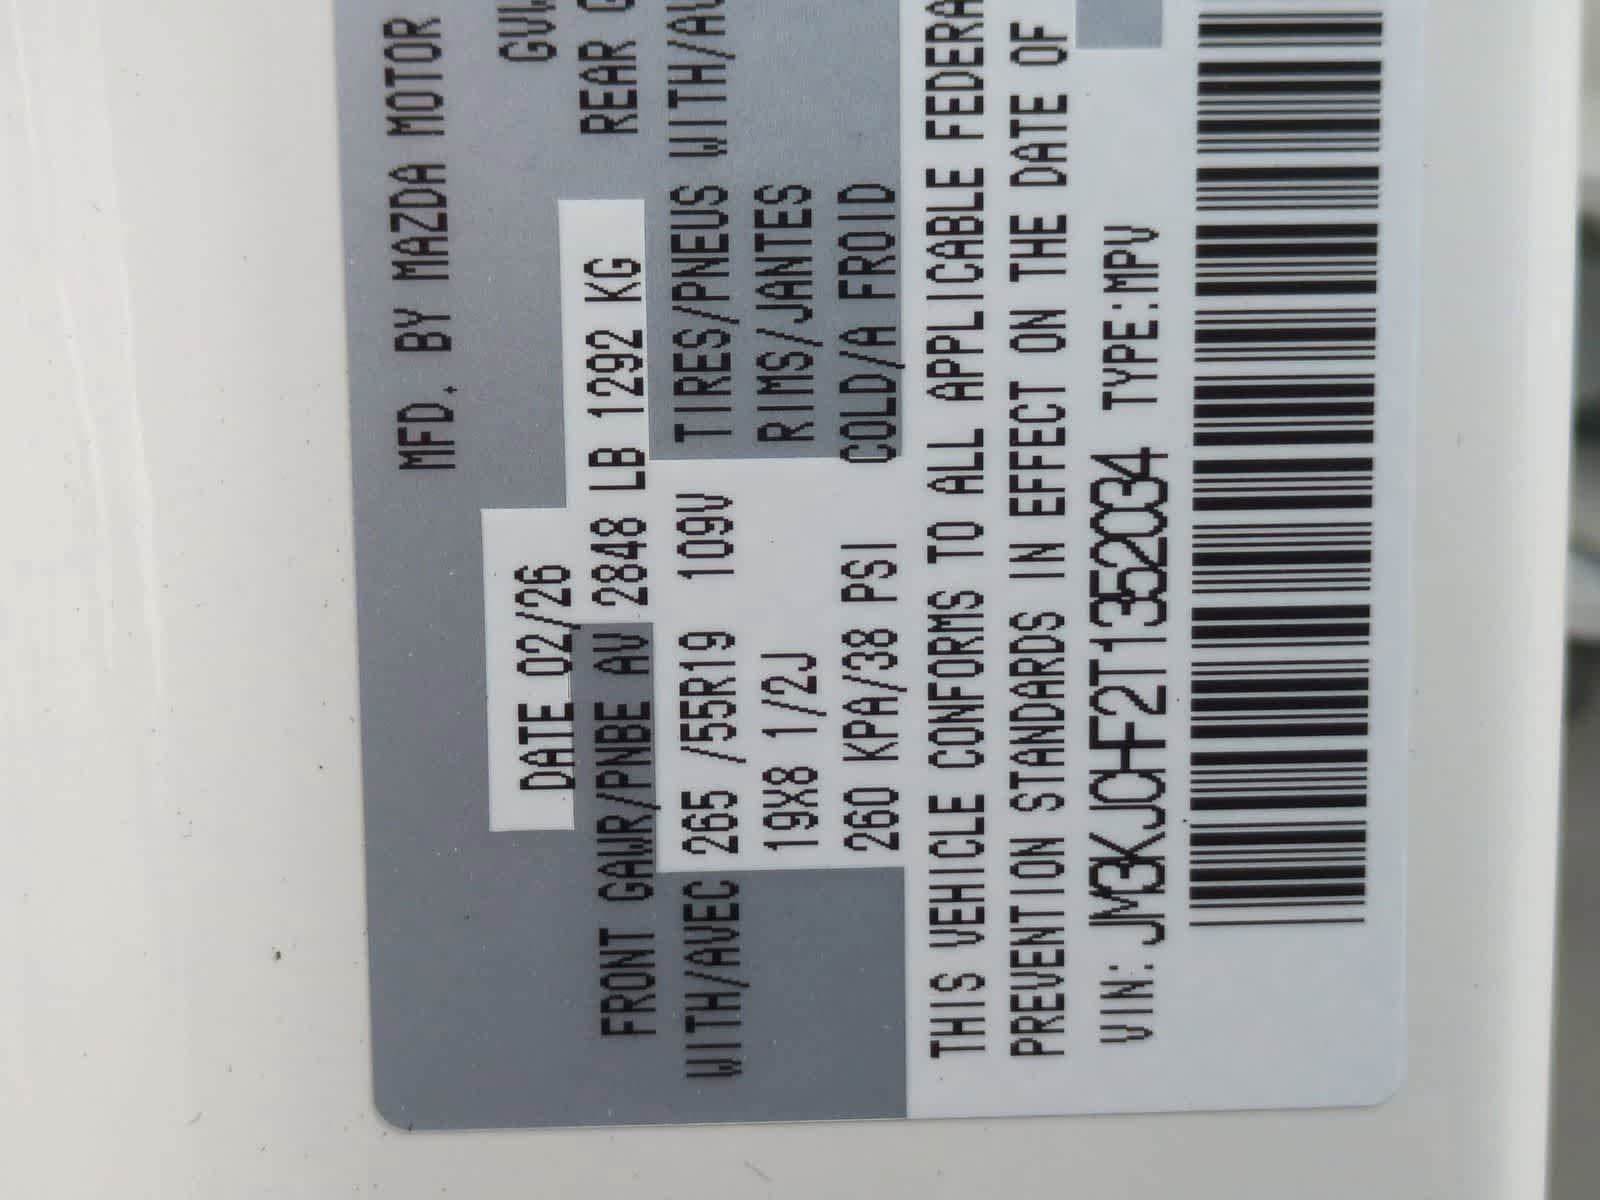 MFD. BY MAZDA MOTOR
DATE 02/26 GVW
FRONT GAWR/PNBE AV 2848 LB 1292 KG REAR G
WITH/AVEC 265 /55R19 109V TIRES/PNEUS WITH/AV
19X8 1/2J RIMS/JANTES
260 KPA/38 PSI COLD/A FROID
THIS VEHICLE CONFORMS TO ALL APPLICABLE FEDERA
PREVENTION STANDARDS IN EFFECT ON THE DATE OF
VIN: JM3KJCHF2T1352034 TYPE:MPV